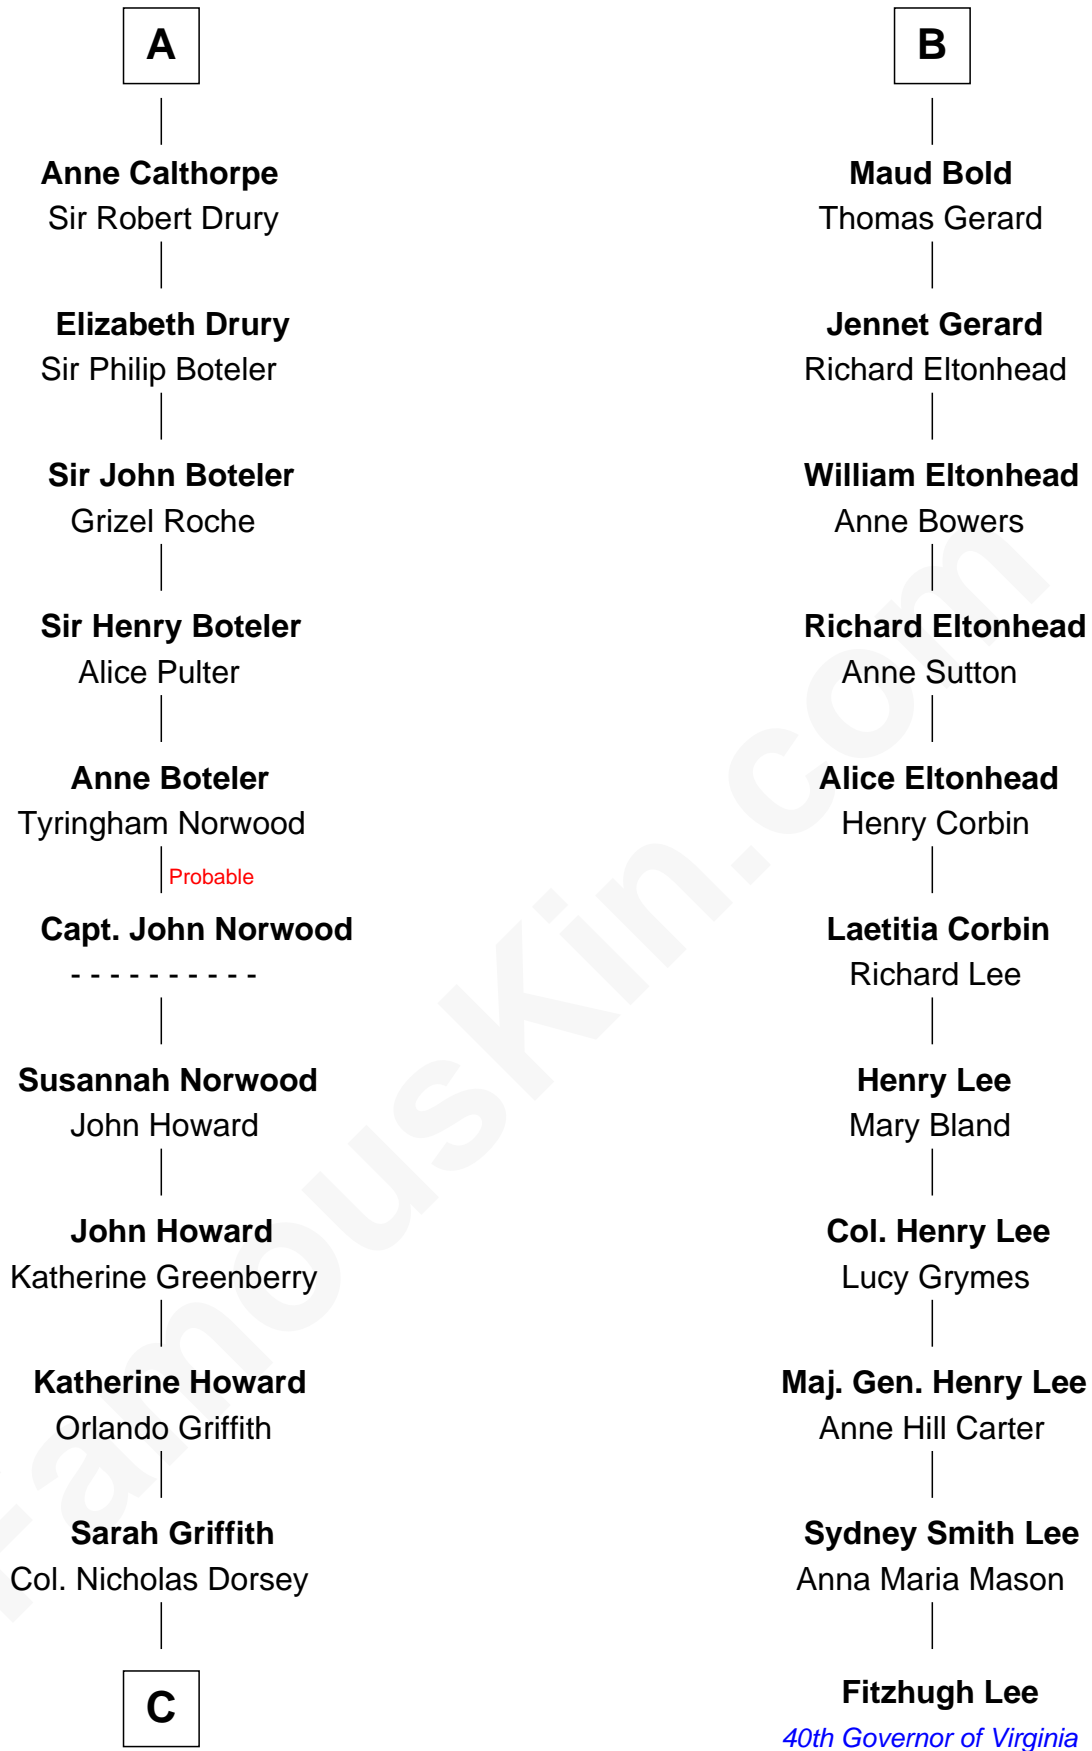 A
Anne Calthorpe
Sir Robert Drury
Elizabeth Drury
Sir Philip Boteler
Sir John Boteler
Grizel Roche
Sir Henry Boteler
Alice Pulter
Anne Boteler
Tyringham Norwood
Probable
Capt. John Norwood
- - - - - - - - - -
Susannah Norwood
John Howard
John Howard
Katherine Greenberry
Katherine Howard
Orlando Griffith
Sarah Griffith
Col. Nicholas Dorsey
C
B
Maud Bold
Thomas Gerard
Jennet Gerard
Richard Eltonhead
William Eltonhead
Anne Bowers
Richard Eltonhead
Anne Sutton
Alice Eltonhead
Henry Corbin
Laetitia Corbin
Richard Lee
Henry Lee
Mary Bland
Col. Henry Lee
Lucy Grymes
Maj. Gen. Henry Lee
Anne Hill Carter
Sydney Smith Lee
Anna Maria Mason
Fitzhugh Lee
40th Governor of Virginia
FamousKin.com